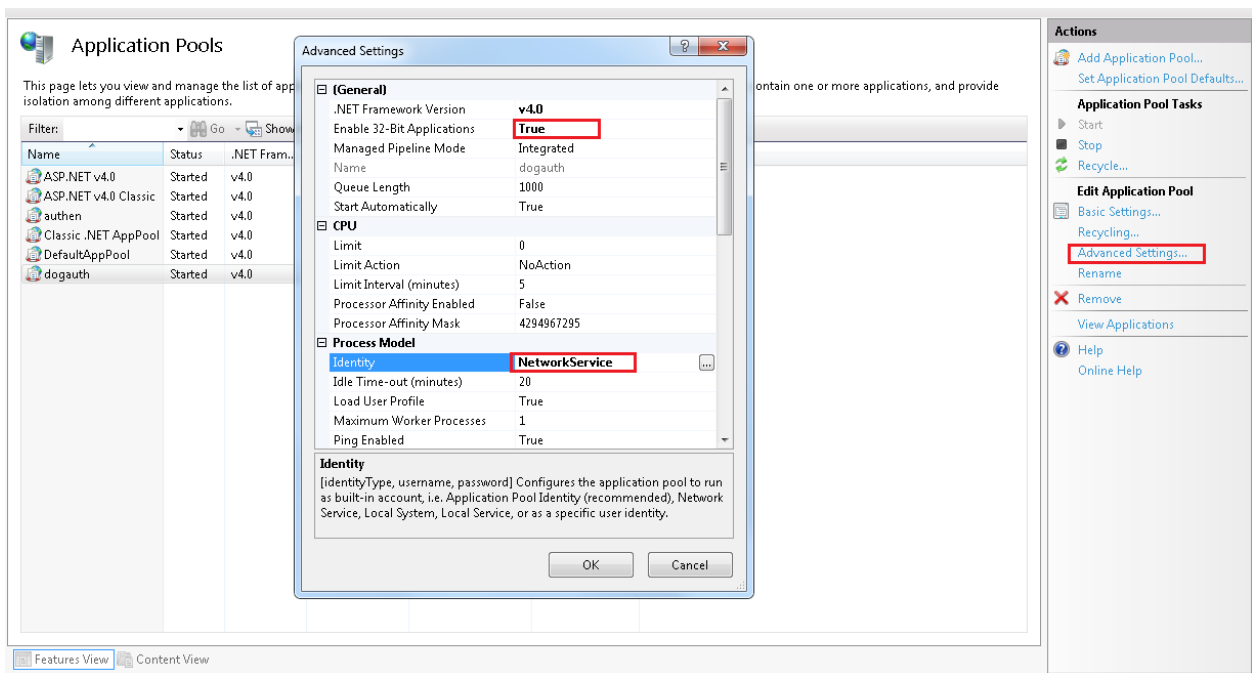 Application Pools
This page lets you view and manage the list of app
ontain one or more applications, and provide
isolation among different applications.
Filter:
Go
Show
Name Status .NET Fram...
ASP.NET v4.0 Started v4.0
ASP.NET v4.0 Classic Started v4.0
authen Started v4.0
Classic .NET AppPool Started v4.0
DefaultAppPool Started v4.0
dogauth Started v4.0
Features View
Content View
Advanced Settings
(General)
.NET Framework Version v4.0
Enable 32-Bit Applications True
Managed Pipeline Mode Integrated
Name dogauth
Queue Length 1000
Start Automatically True
CPU
Limit 0
Limit Action NoAction
Limit Interval (minutes) 5
Processor Affinity Enabled False
Processor Affinity Mask 4294967295
Process Model
Identity NetworkService ...
Idle Time-out (minutes) 20
Load User Profile True
Maximum Worker Processes 1
Ping Enabled True
Identity
[identityType, username, password] Configures the application pool to run
as built-in account, i.e. Application Pool Identity (recommended), Network
Service, Local System, Local Service, or as a specific user identity.
OK Cancel
Actions
Add Application Pool...
Set Application Pool Defaults...
Application Pool Tasks
Start
Stop
Recycle...
Edit Application Pool
Basic Settings...
Recycling...
Advanced Settings...
Rename
Remove
View Applications
Help
Online Help